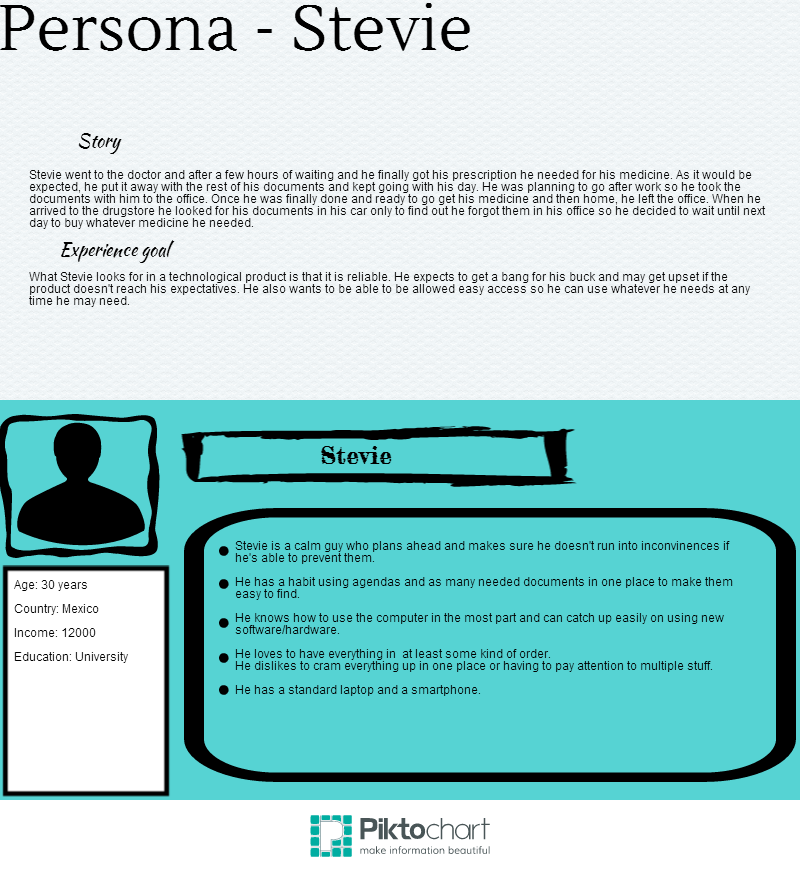 Persona - Stevie
Story
Stevie went to the doctor and after a few hours of waiting and he finally got his prescription he needed for his medicine. As it would be
expected, he put it away with the rest of his documents and kept going with his day. He was planning to go after work so he took the
documents with him to the office. Once he was finally done and ready to go get his medicine and then home, he left the office. When he
arrived to the drugstore he looked for his documents in his car only to find out he forgot them in his office so he decided to wait until next
day to buy whatever medicine he needed.
Experience goal
What Stevie looks for in a technological product is that it is reliable. He expects to get a bang for his buck and may get upset if the
product doesn't reach his expectatives. He also wants to be able to be allowed easy access so he can use whatever he needs at any
time he may need.
Stevie
Age: 30 years
Country: Mexico
Income: 12000
Education: University
Stevie is a calm guy who plans ahead and makes sure he doesn't run into inconvinences if
he's able to prevent them.
He has a habit using agendas and as many needed documents in one place to make them
easy to find.
He knows how to use the computer in the most part and can catch up easily on using new
software/hardware.
He loves to have everything in at least some kind of order.
He dislikes to cram everything up in one place or having to pay attention to multiple stuff.
He has a standard laptop and a smartphone.
Piktochart
make information beautiful